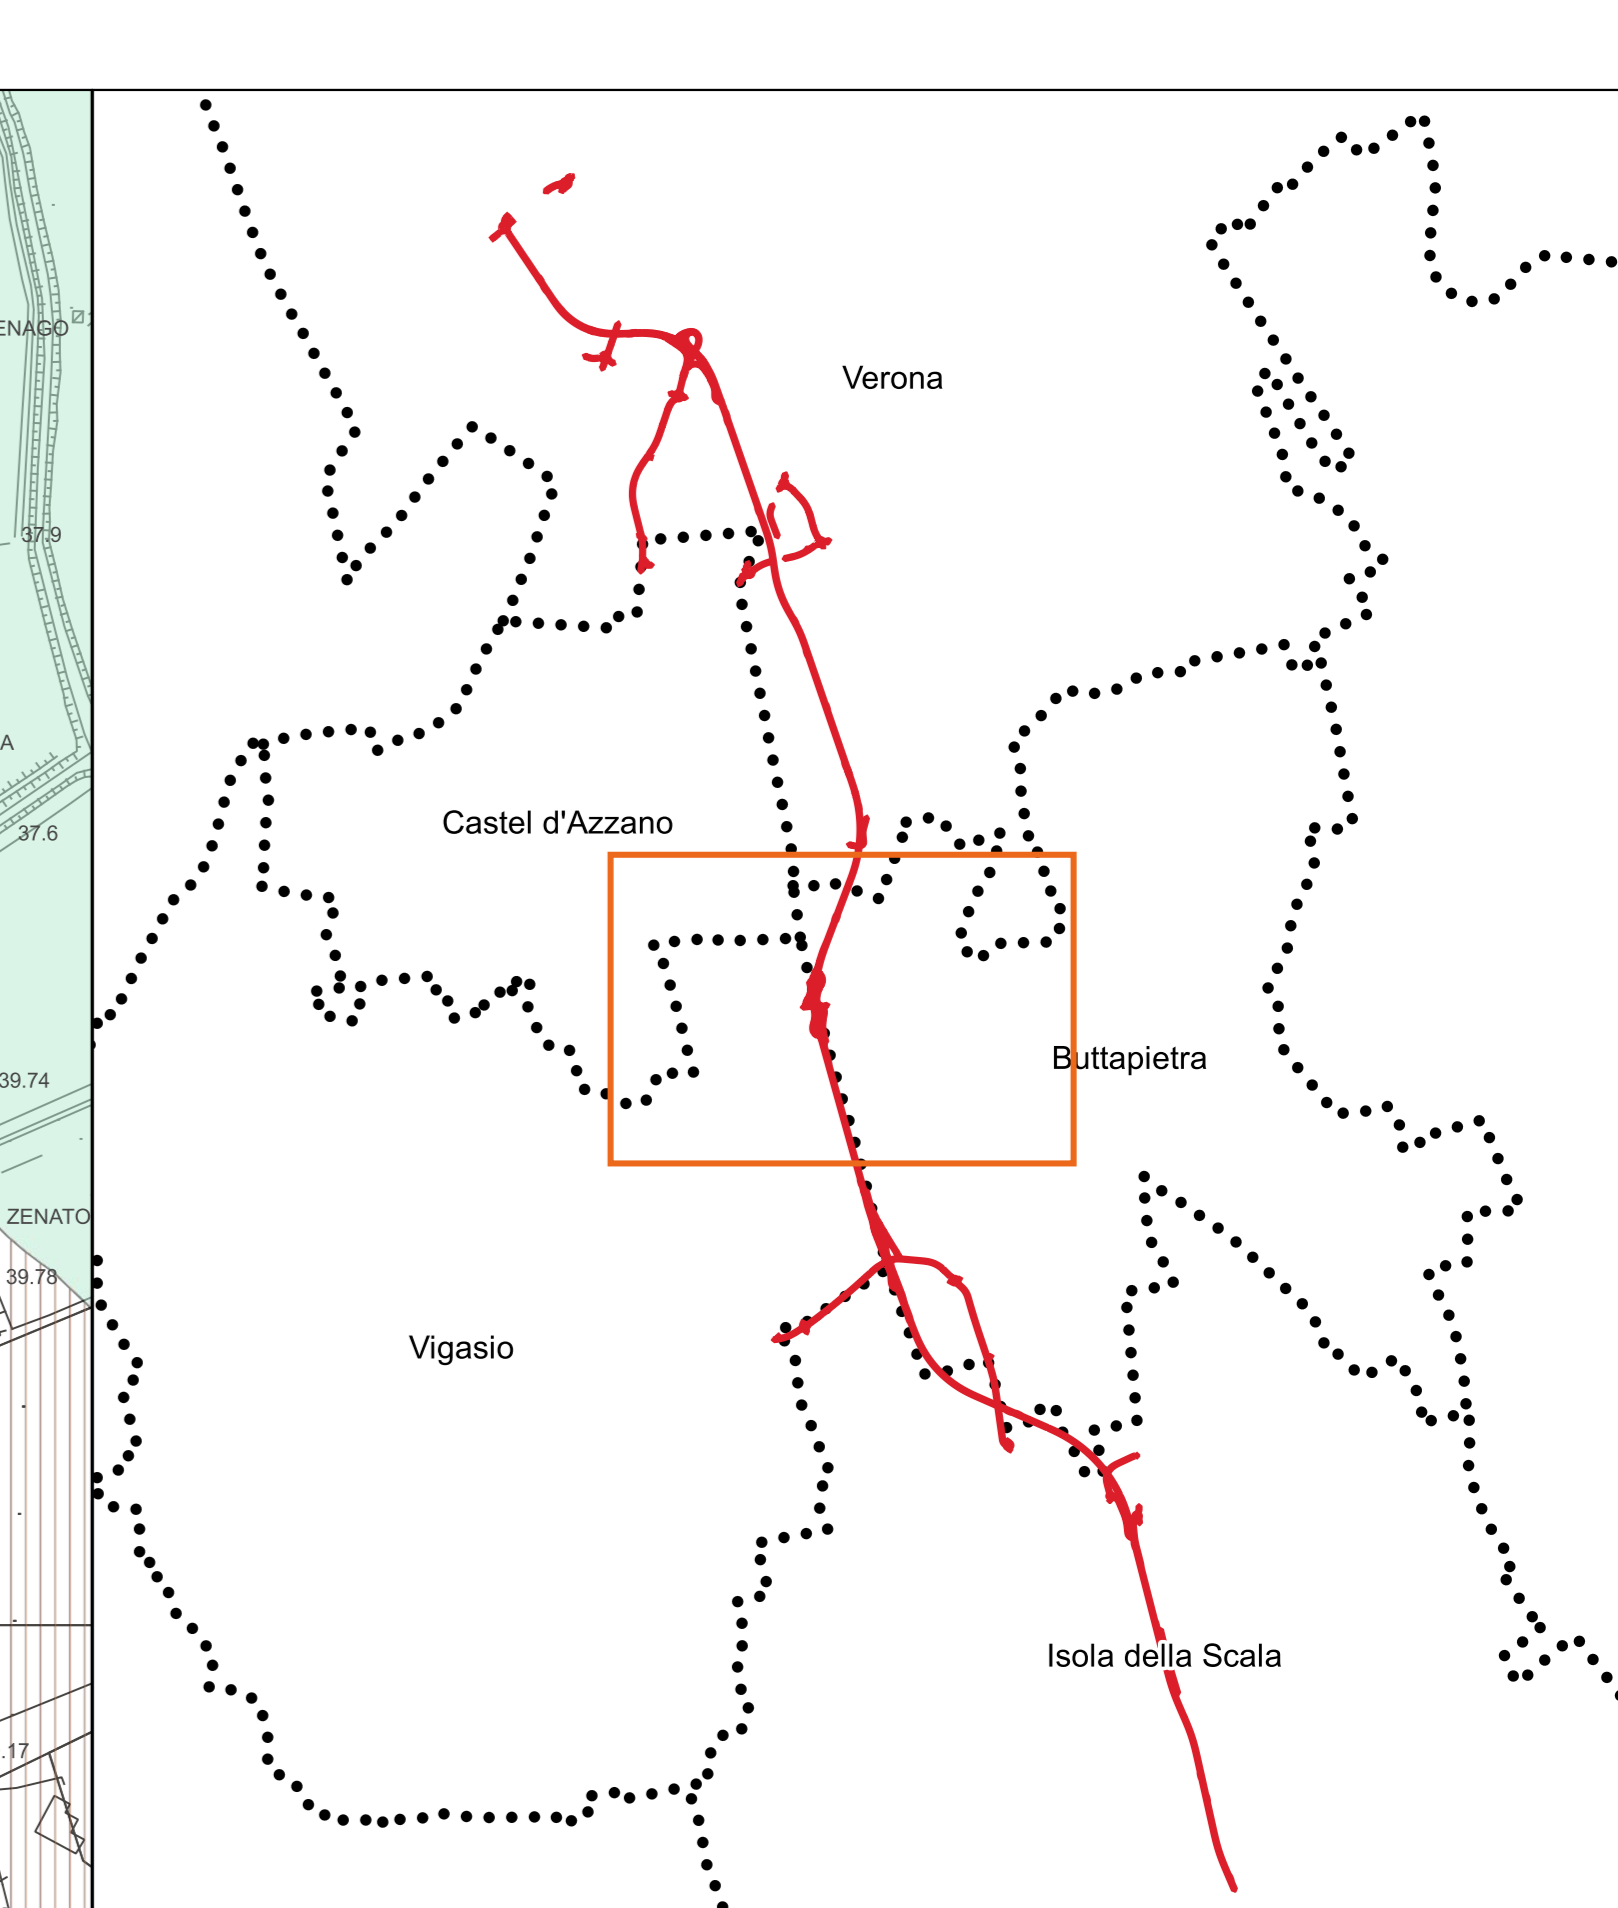 ENAGO
Verona
37.9
A
Castel d'Azzano
37.6
Buttapietra
39.74
ZENATO
39.78
Vigasio
Isola della Scala
.17